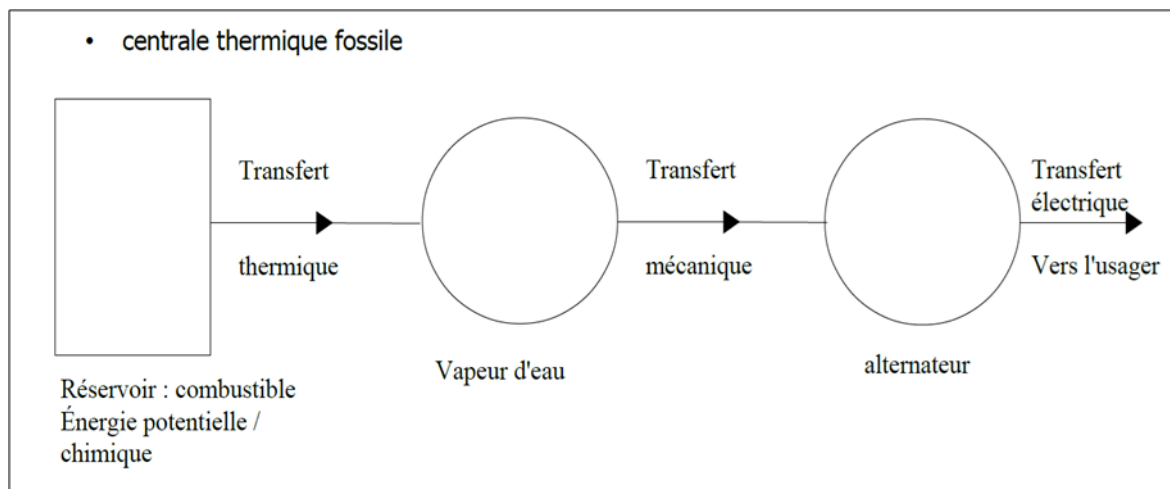 • centrale thermique fossile
Transfert
thermique
Transfert
mécanique
Transfert
électrique
Vers l'usager
Réservoir : combustible
Énergie potentielle /
chimique
Vapeur d'eau
alternateur